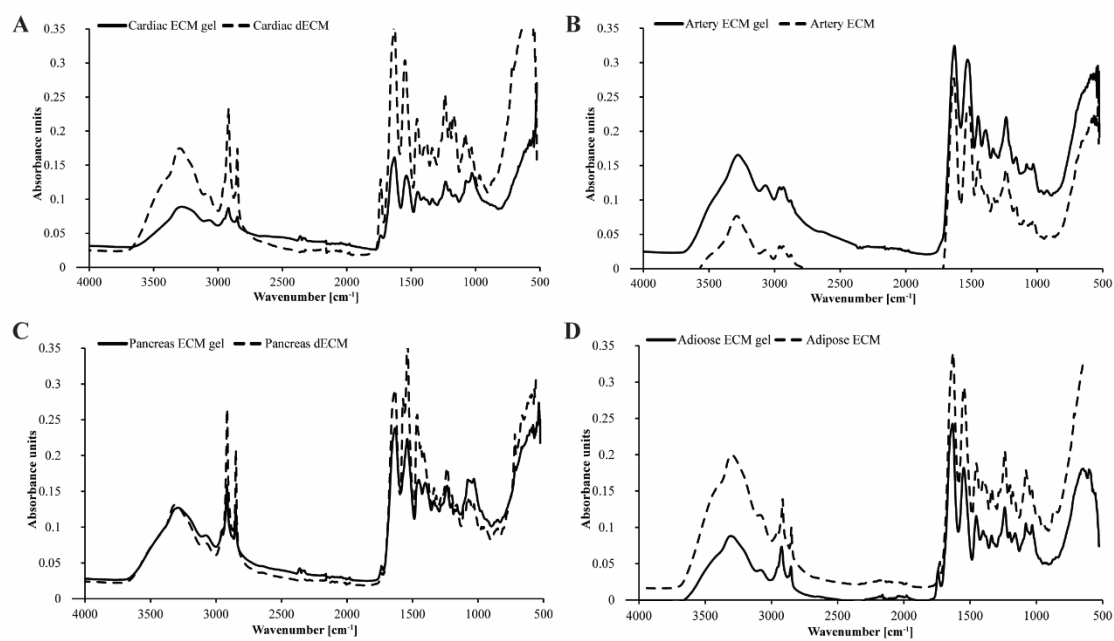 A
Cardiac ECM gel Cardiac dECM
0.35
0.3
0.25
0.2
0.15
0.1
0.05
0
Absorbance units
4000 3500 3000 2500 2000 1500 1000 500
Wavenumber [cm⁻¹]
B
Artery ECM gel Artery ECM
0.35
0.3
0.25
0.2
0.15
0.1
0.05
0
Absorbance units
4000 3500 3000 2500 2000 1500 1000 500
Wavenumber [cm⁻¹]
C
Pancreas ECM gel Pancreas dECM
0.35
0.3
0.25
0.2
0.15
0.1
0.05
0
Absorbance units
4000 3500 3000 2500 2000 1500 1000 500
Wavenumber [cm⁻¹]
D
Adioose ECM gel Adipose ECM
0.35
0.3
0.25
0.2
0.15
0.1
0.05
0
Absorbance units
4000 3500 3000 2500 2000 1500 1000 500
Wavenumber [cm⁻¹]